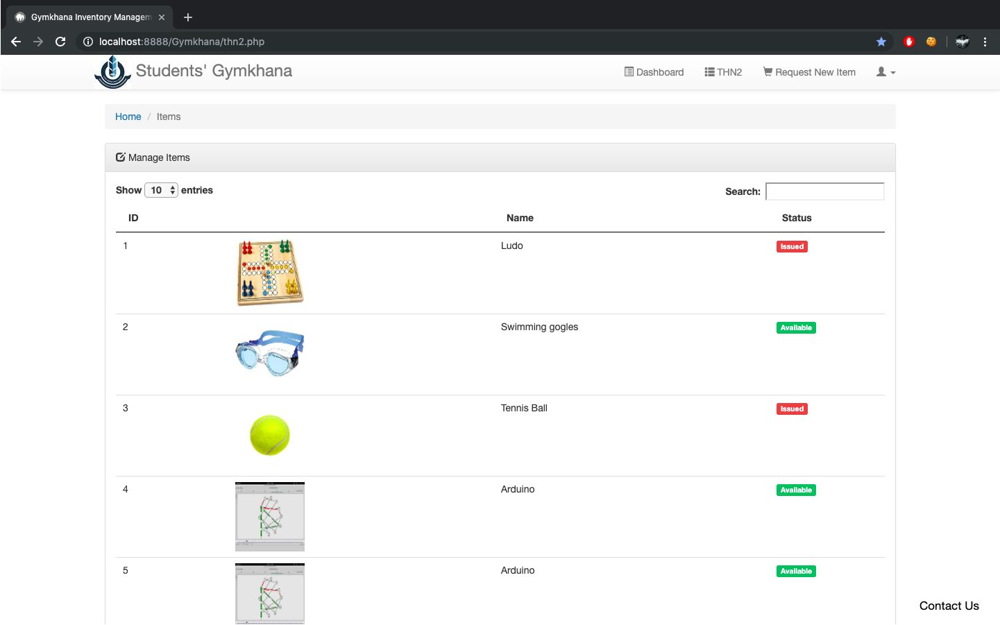 Gymkhana Inventory Managem
localhost:8888/Gymkhana/thn2.php
Students' Gymkhana
Dashboard
THN2
Request New Item
Home / Items
Manage Items
Show 10 entries
Search:
ID Name Status
1 Ludo Issued
2 Swimming gogles Available
3 Tennis Ball Issued
4 Arduino Available
5 Arduino Available
Contact Us